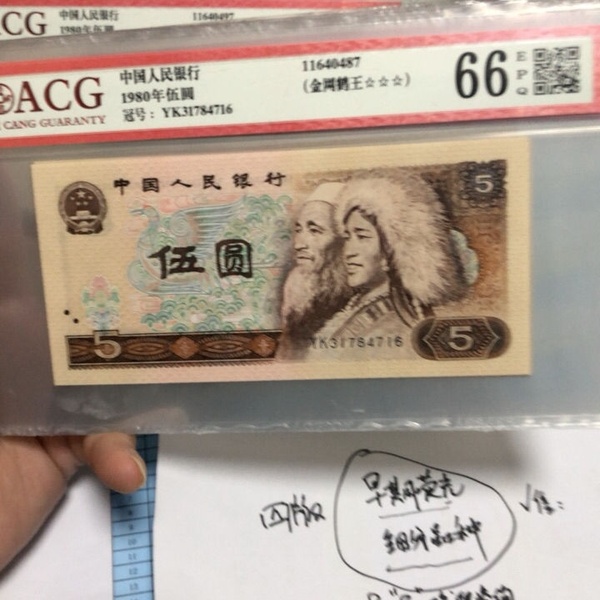 ACG
中国人民银行
11640497
1980年伍圆
ACG
CANG GUARANTY
中国人民银行
1980年伍圆
冠号：YK31784716
11640487
(金网鹤王☆☆☆)
66
EPQ
中国人民银行
5
伍圆
5
YK31784716
5
四版
早期荧光
细分品种